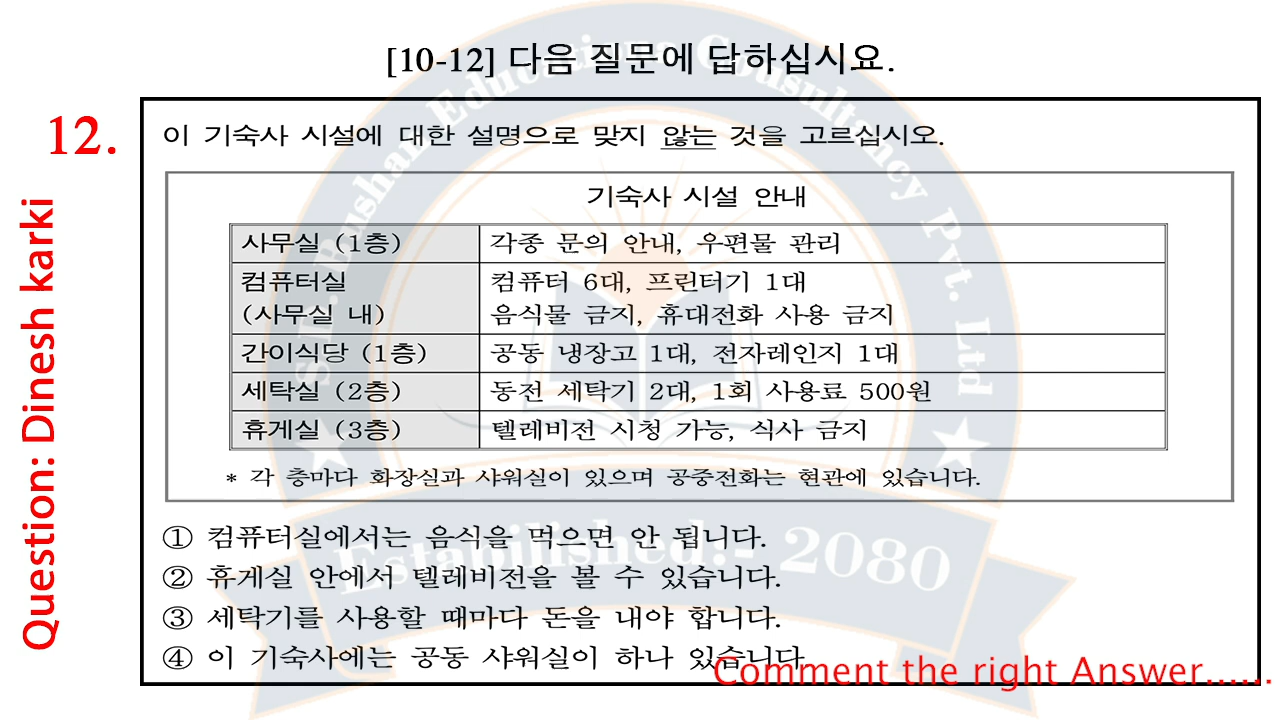 [10-12] 다음 질문에 답하십시요.
12.
이 기숙사 시설에 대한 설명으로 맞지 않는 것을 고르십시오.
기숙사 시설 안내
사무실 (1층) 각종 문의 안내, 우편물 관리
컴퓨터실 컴퓨터 6대, 프린터기 1대
(사무실 내) 음식물 금지, 휴대전화 사용 금지
간이식당 (1층) 공동 냉장고 1대, 전자레인지 1대
세탁실 (2층) 동전 세탁기 2대, 1회 사용료 500원
휴게실 (3층) 텔레비전 시청 가능, 식사 금지
* 각 층마다 화장실과 샤워실이 있으며 공중전화는 현관에 있습니다.
① 컴퓨터실에서는 음식을 먹으면 안 됩니다.
② 휴게실 안에서 텔레비전을 볼 수 있습니다.
③ 세탁기를 사용할 때마다 돈을 내야 합니다.
④ 이 기숙사에는 공동 샤워실이 하나 있습니다
Comment the right Answer......
Question: Dinesh karki
Bushan Educational Consultancy Pvt. Ltd
Established:- 2080